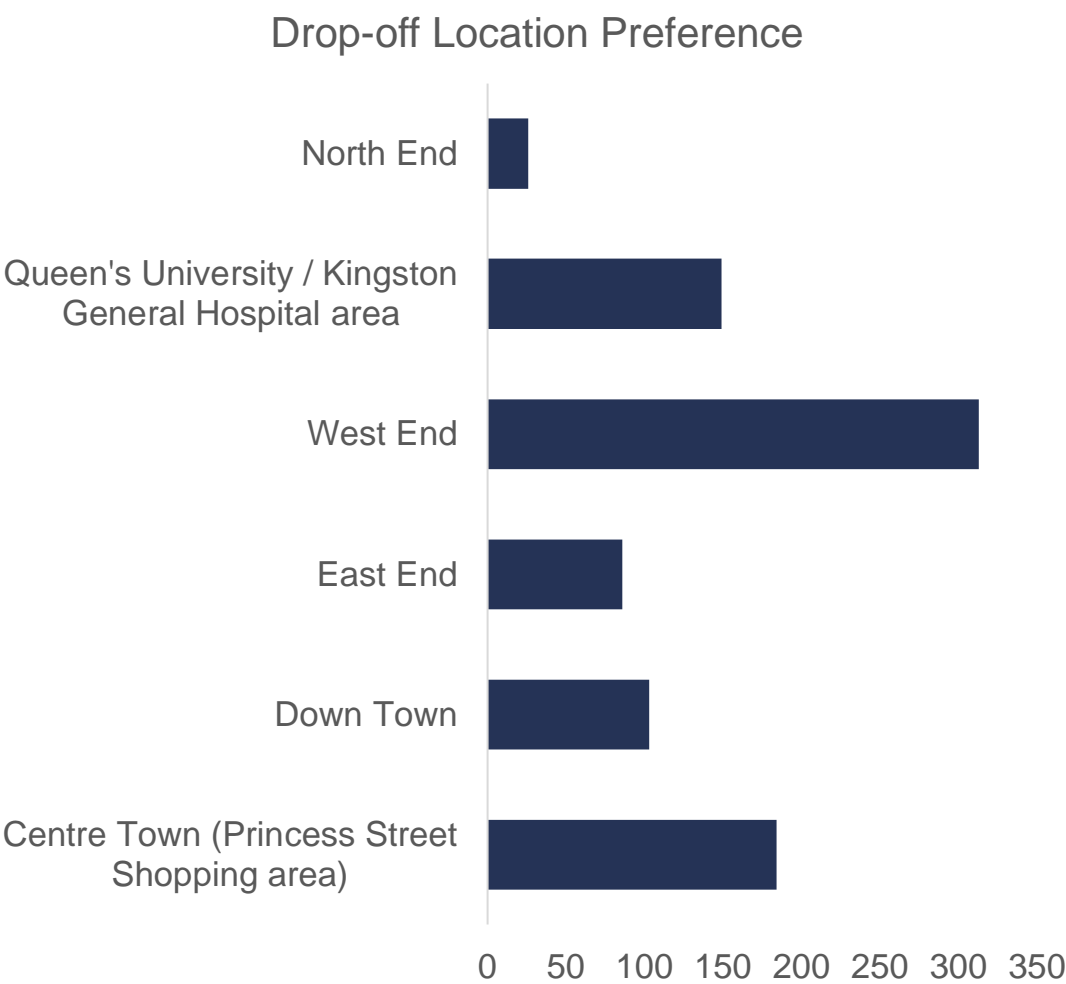 Drop-off Location Preference
North End
Queen's University / Kingston
General Hospital area
West End
East End
Down Town
Centre Town (Princess Street
Shopping area)
0 50 100 150 200 250 300 350